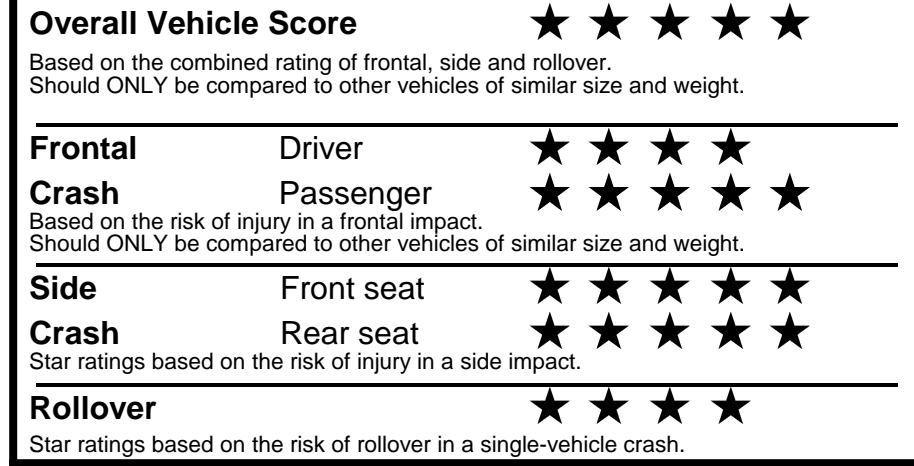 Overall Vehicle Score ★ ★ ★ ★ ★
Based on the combined rating of frontal, side and rollover.
Should ONLY be compared to other vehicles of similar size and weight.
Frontal Driver ★ ★ ★ ★
Crash Passenger ★ ★ ★ ★ ★
Based on the risk of injury in a frontal impact.
Should ONLY be compared to other vehicles of similar size and weight.
Side Front seat ★ ★ ★ ★ ★
Crash Rear seat ★ ★ ★ ★ ★
Star ratings based on the risk of injury in a side impact.
Rollover ★ ★ ★ ★
Star ratings based on the risk of rollover in a single-vehicle crash.